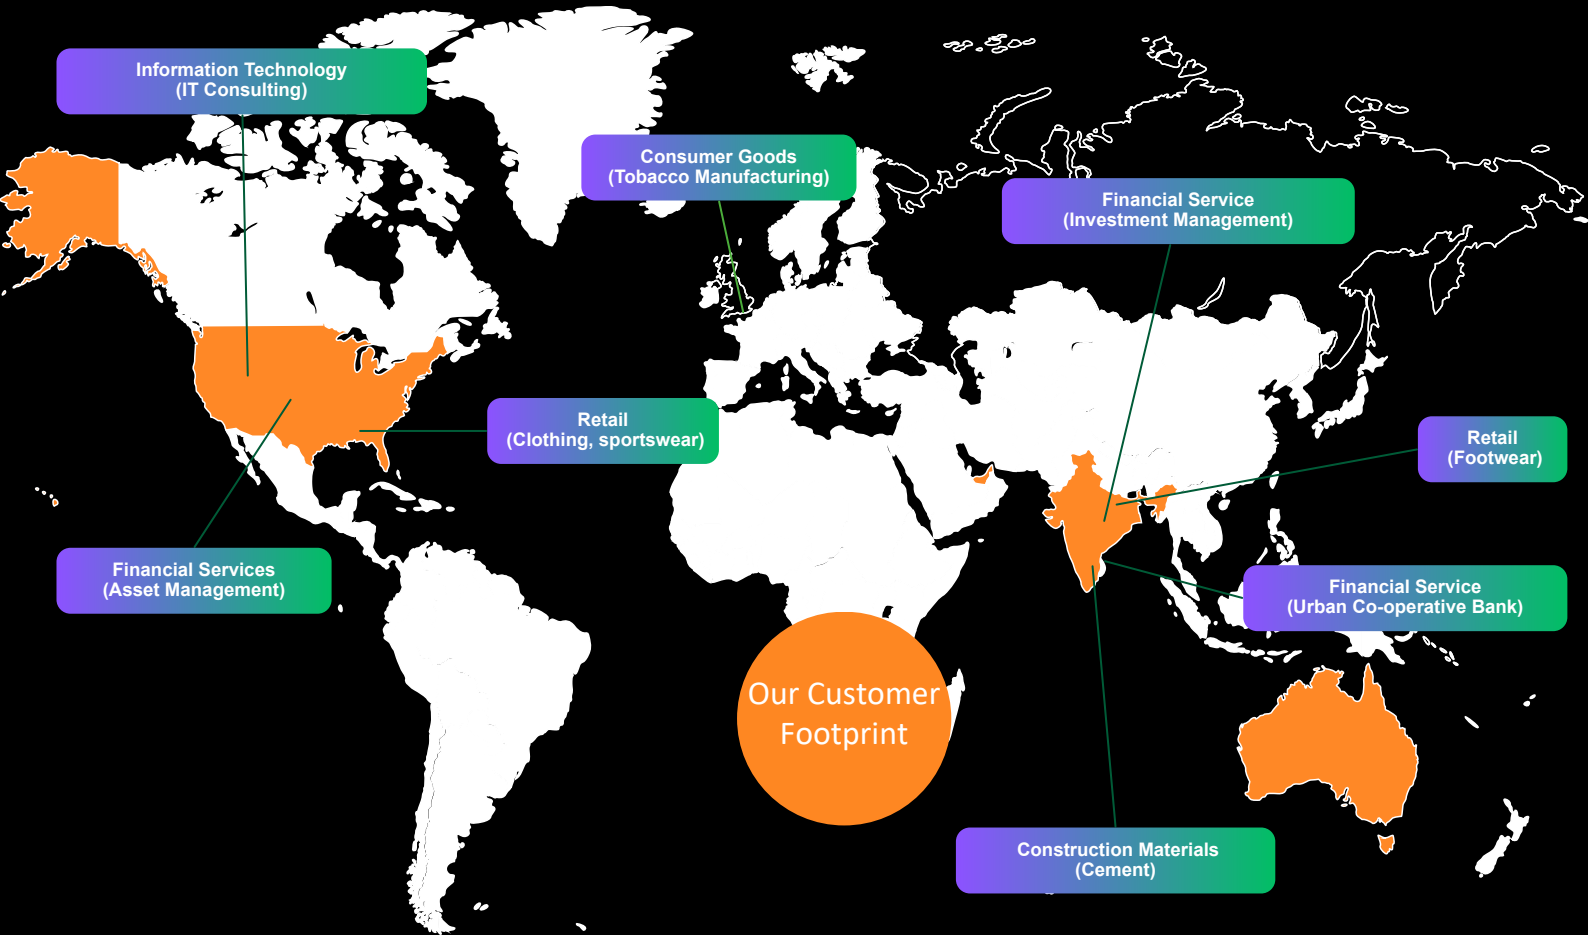 Information Technology
(IT Consulting)
Consumer Goods
(Tobacco Manufacturing)
Financial Service
(Investment Management)
Retail
(Clothing, sportswear)
Retail
(Footwear)
Financial Services
(Asset Management)
Financial Service
(Urban Co-operative Bank)
Our Customer
Footprint
Construction Materials
(Cement)